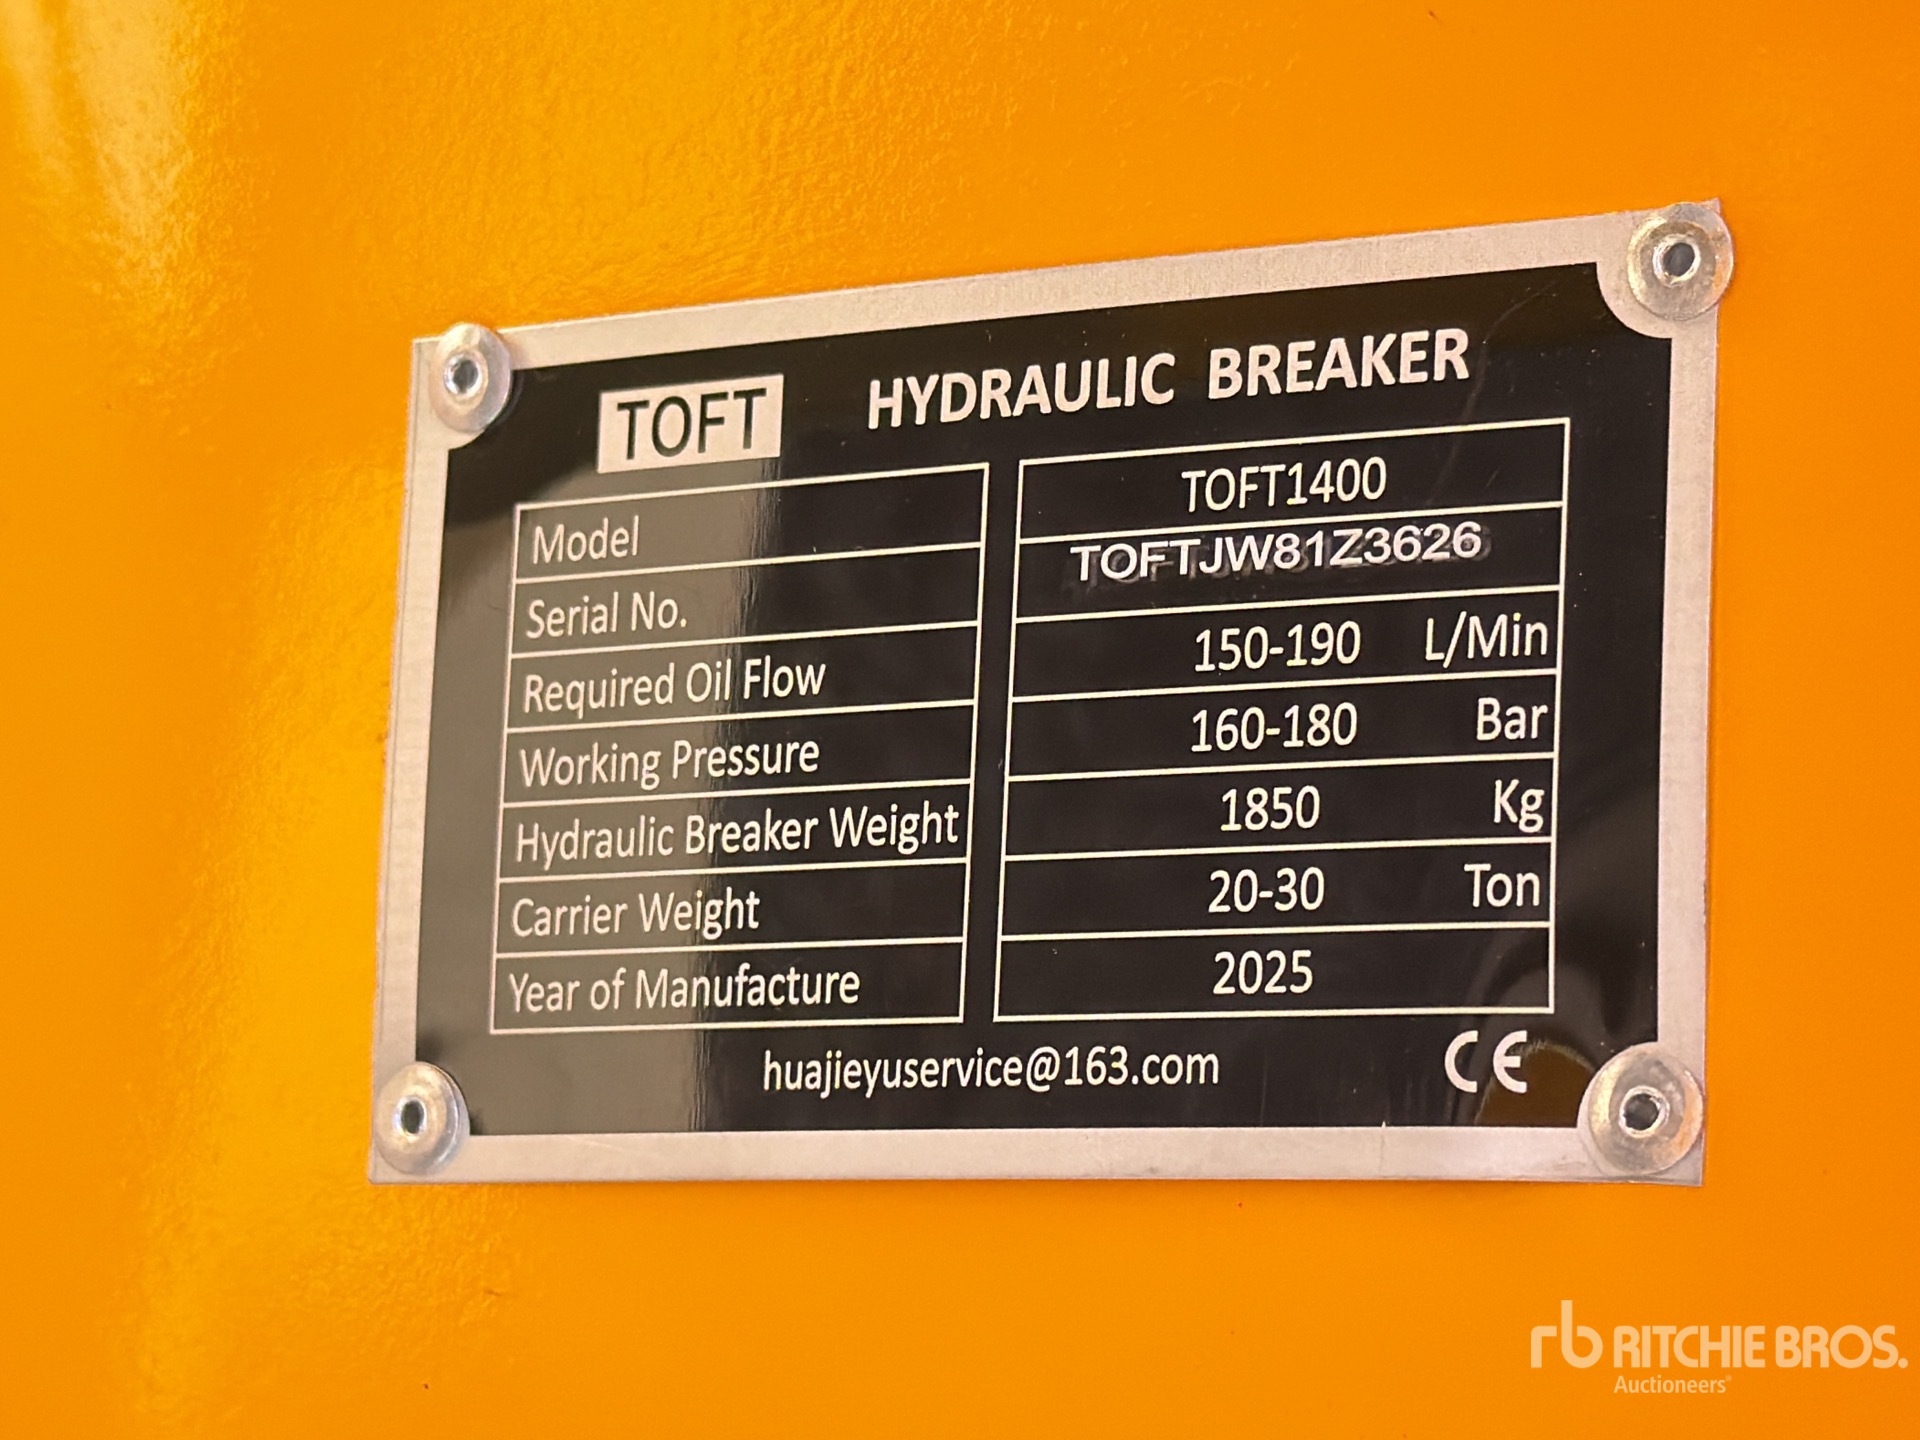 TOFT HYDRAULIC BREAKER
Model TOFT1400
Serial No. TOFTJW81Z3626
Required Oil Flow 150-190 L/Min
Working Pressure 160-180 Bar
Hydraulic Breaker Weight 1850 Kg
Carrier Weight 20-30 Ton
Year of Manufacture 2025
huajieyuservice@163.com CE
rb RITCHIE BROS.
Auctioneers®